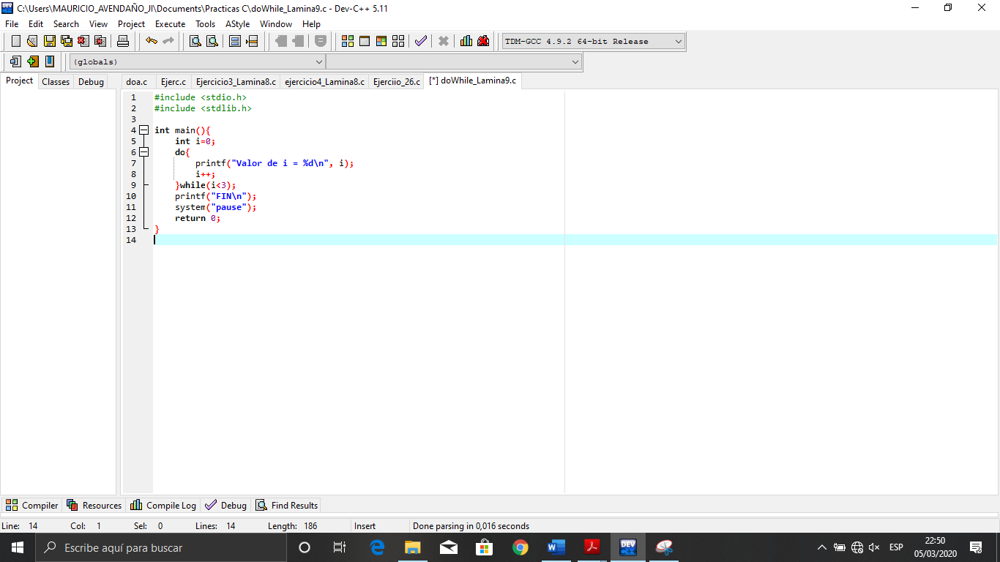 C:\Users\MAURICIO_AVENDAÑO_JI\Documents\Practicas C\doWhile_Lamina9.c - Dev-C++ 5.11
File Edit Search View Project Execute Tools AStyle Window Help
TDM-GCC 4.9.2 64-bit Release
(globals)
Project Classes Debug doa.c Ejerc.c Ejercicio3_Lamina8.c ejercicio4_Lamina8.c Ejerciio_26.c [*] doWhile_Lamina9.c
1 #include <stdio.h>
2 #include <stdlib.h>
3
4 int main(){
5 int i=0;
6 do{
7 printf("Valor de i = %d\n", i);
8 i++;
9 }while(i<3);
10 printf("FIN\n");
11 system("pause");
12 return 0;
13 }
14
Compiler Resources Compile Log Debug Find Results
Line: 14 Col: 1 Sel: 0 Lines: 14 Length: 186 Insert Done parsing in 0,016 seconds
Escribe aquí para buscar
DEV
ESP
22:50
05/03/2020